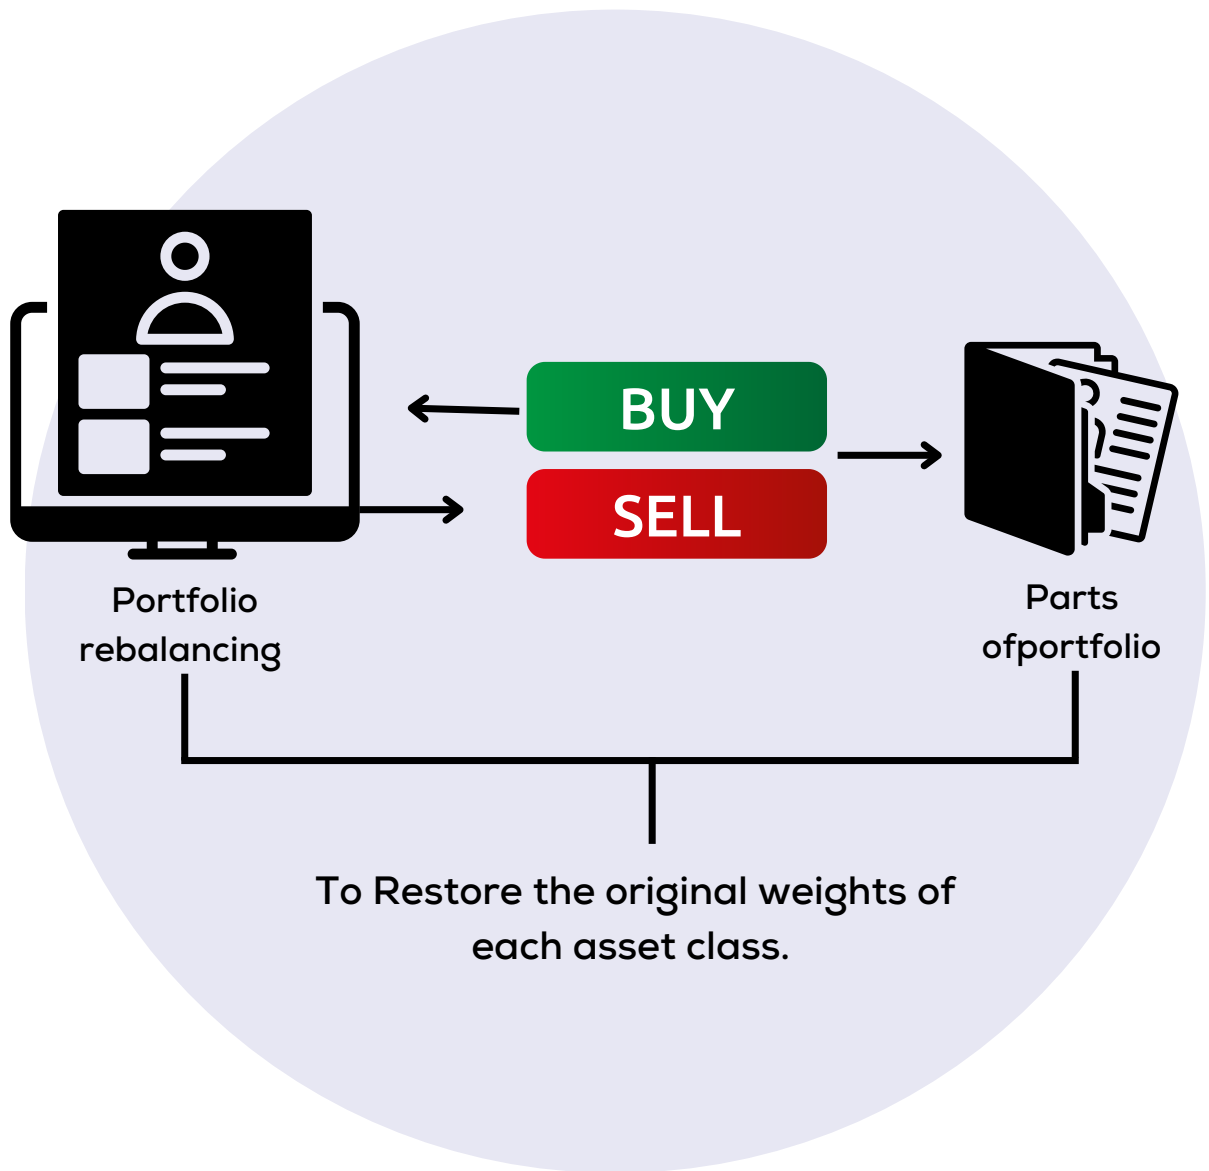 BUY
SELL
Portfolio
rebalancing
Parts
ofportfolio
To Restore the original weights of
each asset class.